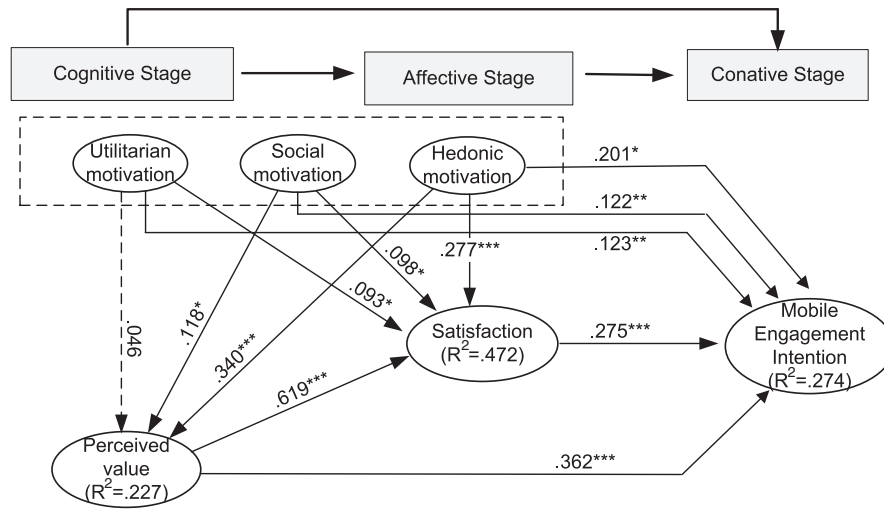 Cognitive Stage
Affective Stage
Conative Stage
Utilitarian
motivation
Social
motivation
Hedonic
motivation
.201*
.122**
.123**
.277***
.098*
.093*
.118*
.046
.340***
.619***
Satisfaction
(R²=.472)
.275***
Mobile
Engagement
Intention
(R²=.274)
Perceived
value
(R²=.227)
.362***